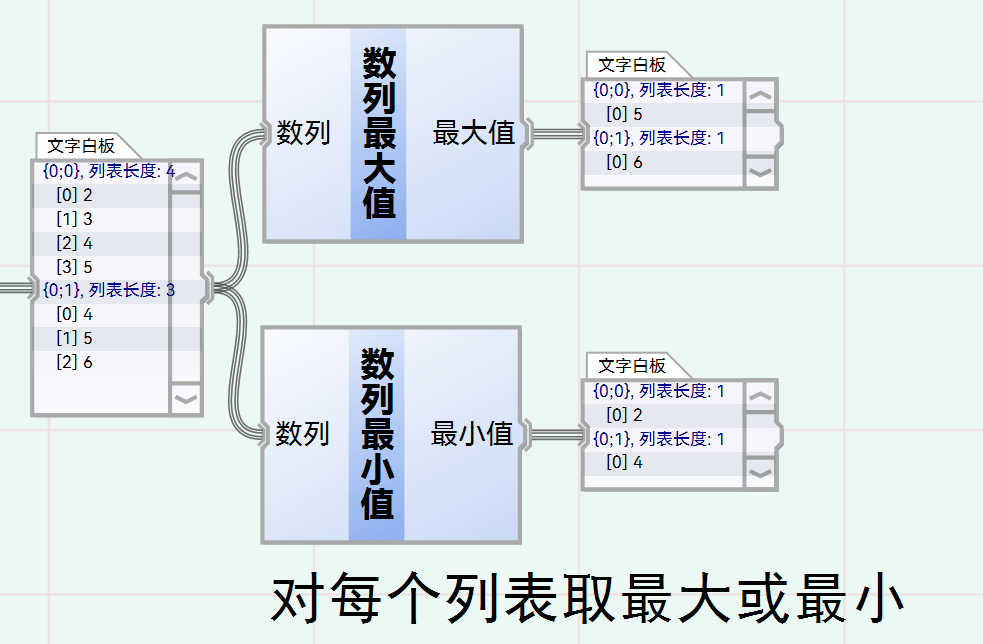 文字白板
{0;0}, 列表长度: 4
[0] 2
[1] 3
[2] 4
[3] 5
{0;1}, 列表长度: 3
[0] 4
[1] 5
[2] 6
数列
数列最大值
最大值
文字白板
{0;0}, 列表长度: 1
[0] 5
{0;1}, 列表长度: 1
[0] 6
数列
数列最小值
最小值
文字白板
{0;0}, 列表长度: 1
[0] 2
{0;1}, 列表长度: 1
[0] 4
对每个列表取最大或最小